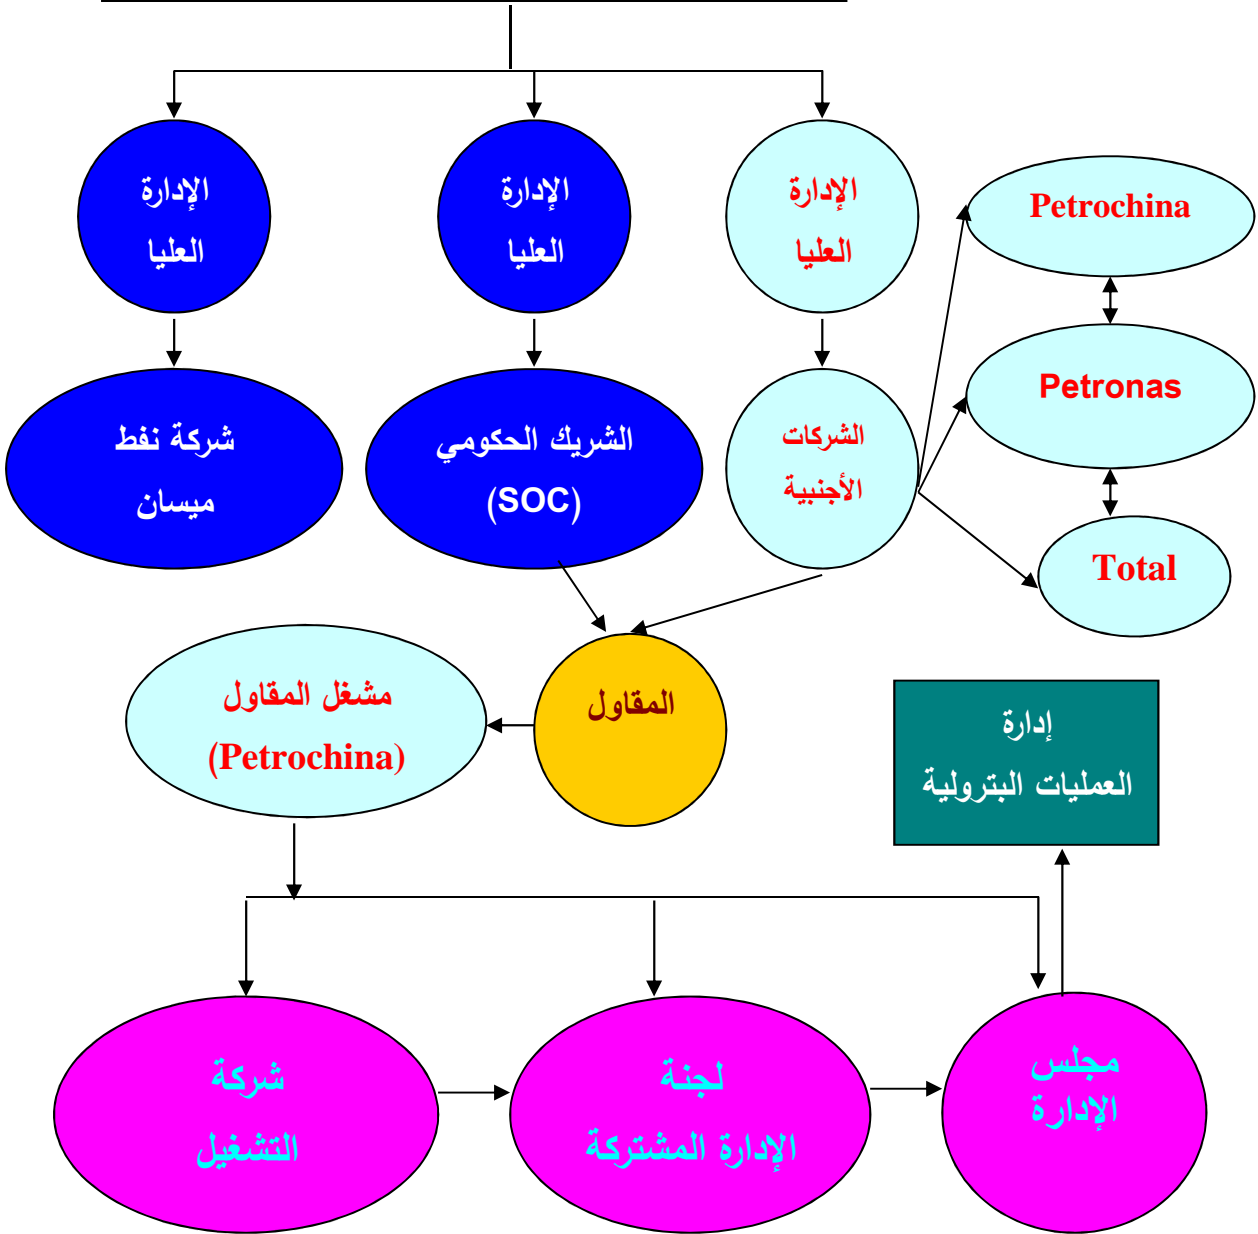 الإدارة
العليا
الإدارة
العليا
الإدارة
العليا
Petrochina
شركة نفط
ميسان
الشريك الحكومي
(SOC)
الشركات
الأجنبية
Petronas
Total
مشغل المقاول
(Petrochina)
المقاول
إدارة
العمليات البترولية
شركة
التشغيل
لجنة
الإدارة المشتركة
مجلس
الإدارة